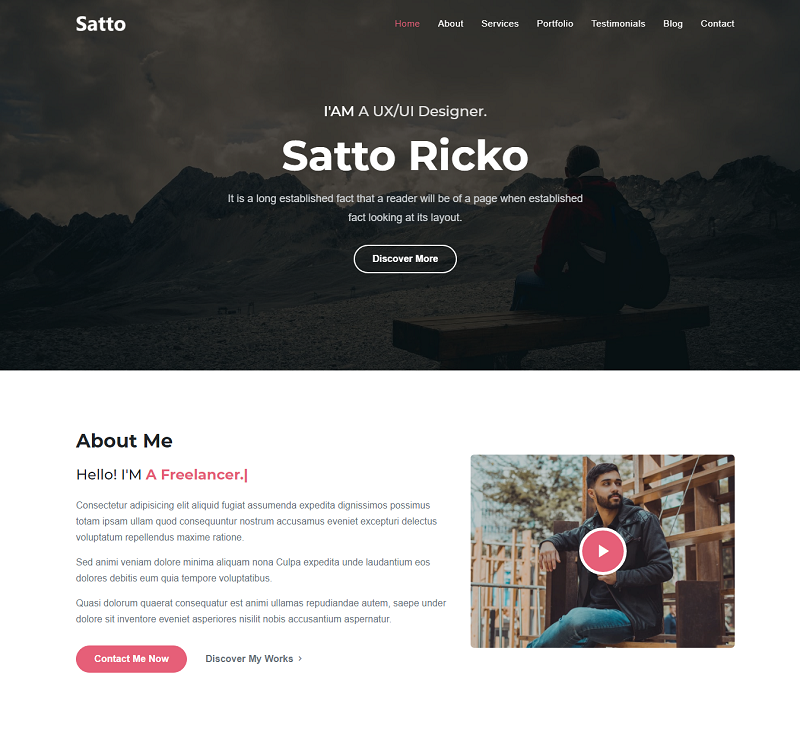 Satto
Home About Services Portfolio Testimonials Blog Contact
I'AM A UX/UI Designer.
Satto Ricko
It is a long established fact that a reader will be of a page when established
fact looking at its layout.
Discover More
About Me
Hello! I'M A Freelancer.|
Consectetur adipisicing elit aliquid fugiat assumenda expedita dignissimos possimus
totam ipsam ullam quod consequuntur nostrum accusamus eveniet excepturi delectus
voluptatum repellendus maxime ratione.
Sed animi veniam dolore minima aliquam nona Culpa expedita unde laudantium eos
dolores debitis eum quia tempore voluptatibus.
Quasi dolorum quaerat consequatur est animi ullamas repudiandae autem, saepe under
dolore sit inventore eveniet asperiores nisilit nobis accusantium aspernatur.
Contact Me Now
Discover My Works ›